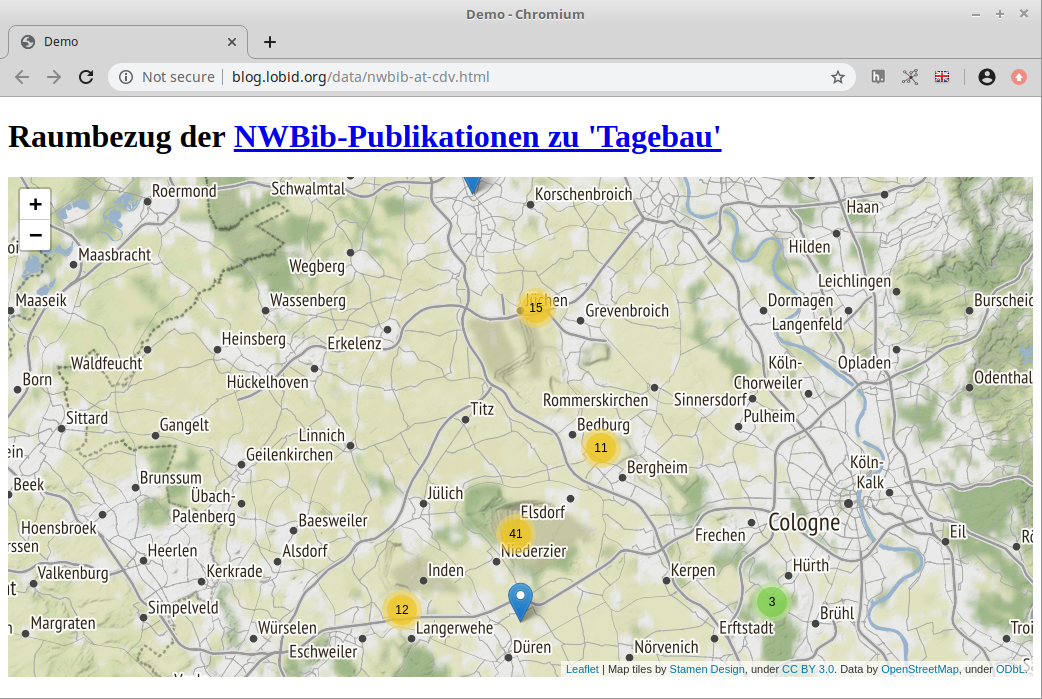 Demo - Chromium
Demo
Not secure
blog.lobid.org/data/nwbib-at-cdv.html
Raumbezug der NWBib-Publikationen zu 'Tagebau'
+
−
Roermond
Schwalmtal
Korschenbroich
Haan
Maasbracht
Wegberg
Hilden
Leichlingen
Maaseik
Wassenberg
Jüchen
15
Grevenbroich
Dormagen
Burscheid
Langenfeld
Heinsberg
Erkelenz
Waldfeucht
Köln-
Chorweiler
Opladen
Born
Hückelhoven
Odenthal
Rommerskirchen
Sinnersdorf
Sittard
Gangelt
Titz
Pulheim
Linnich
Bedburg
11
Geilenkirchen
Bergheim
Köln-
Kalk
Beek
Brunssum
Übach-
Palenberg
Jülich
Elsdorf
Hoensbroek
Baesweiler
Cologne
Frechen
Eil
41
Niederzier
Heerlen
Alsdorf
Valkenburg
Kerkrade
Inden
Kerpen
Hürth
3
Simpelveld
12
Brühl
Margraten
Würselen
Langerwehe
Erftstadt
Eschweiler
Düren
Nörvenich
Leaflet | Map tiles by Stamen Design, under CC BY 3.0. Data by OpenStreetMap, under ODbL.